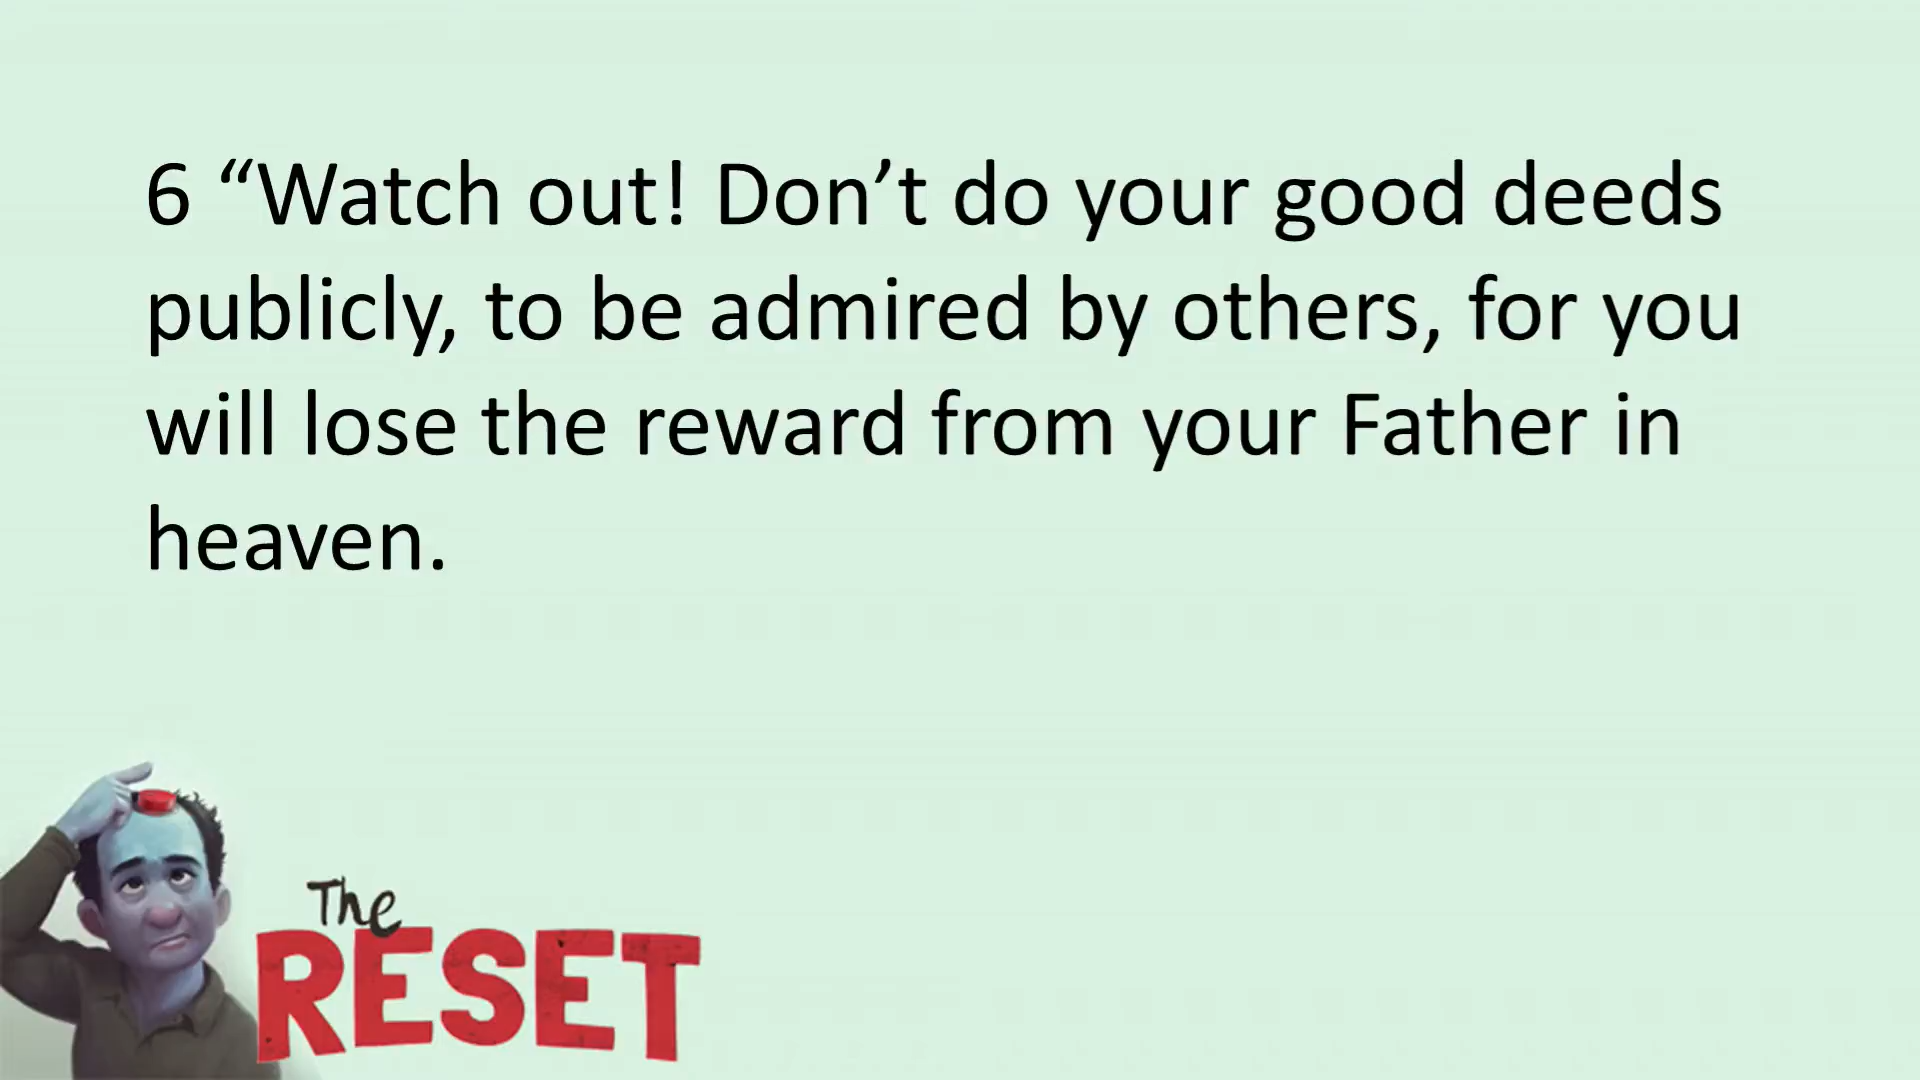 6 “Watch out! Don’t do your good deeds
publicly, to be admired by others, for you
will lose the reward from your Father in
heaven.
The
RESET